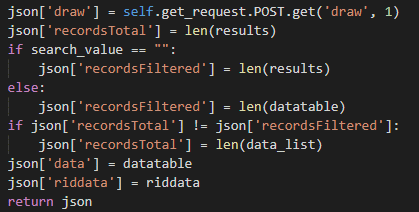 json['draw'] = self.get_request.POST.get('draw', 1)
json['recordsTotal'] = len(results)
if search_value == "":
    json['recordsFiltered'] = len(results)
else:
    json['recordsFiltered'] = len(datatable)
if json['recordsTotal'] != json['recordsFiltered']:
    json['recordsTotal'] = len(data_list)
json['data'] = datatable
json['riddata'] = riddata
return json